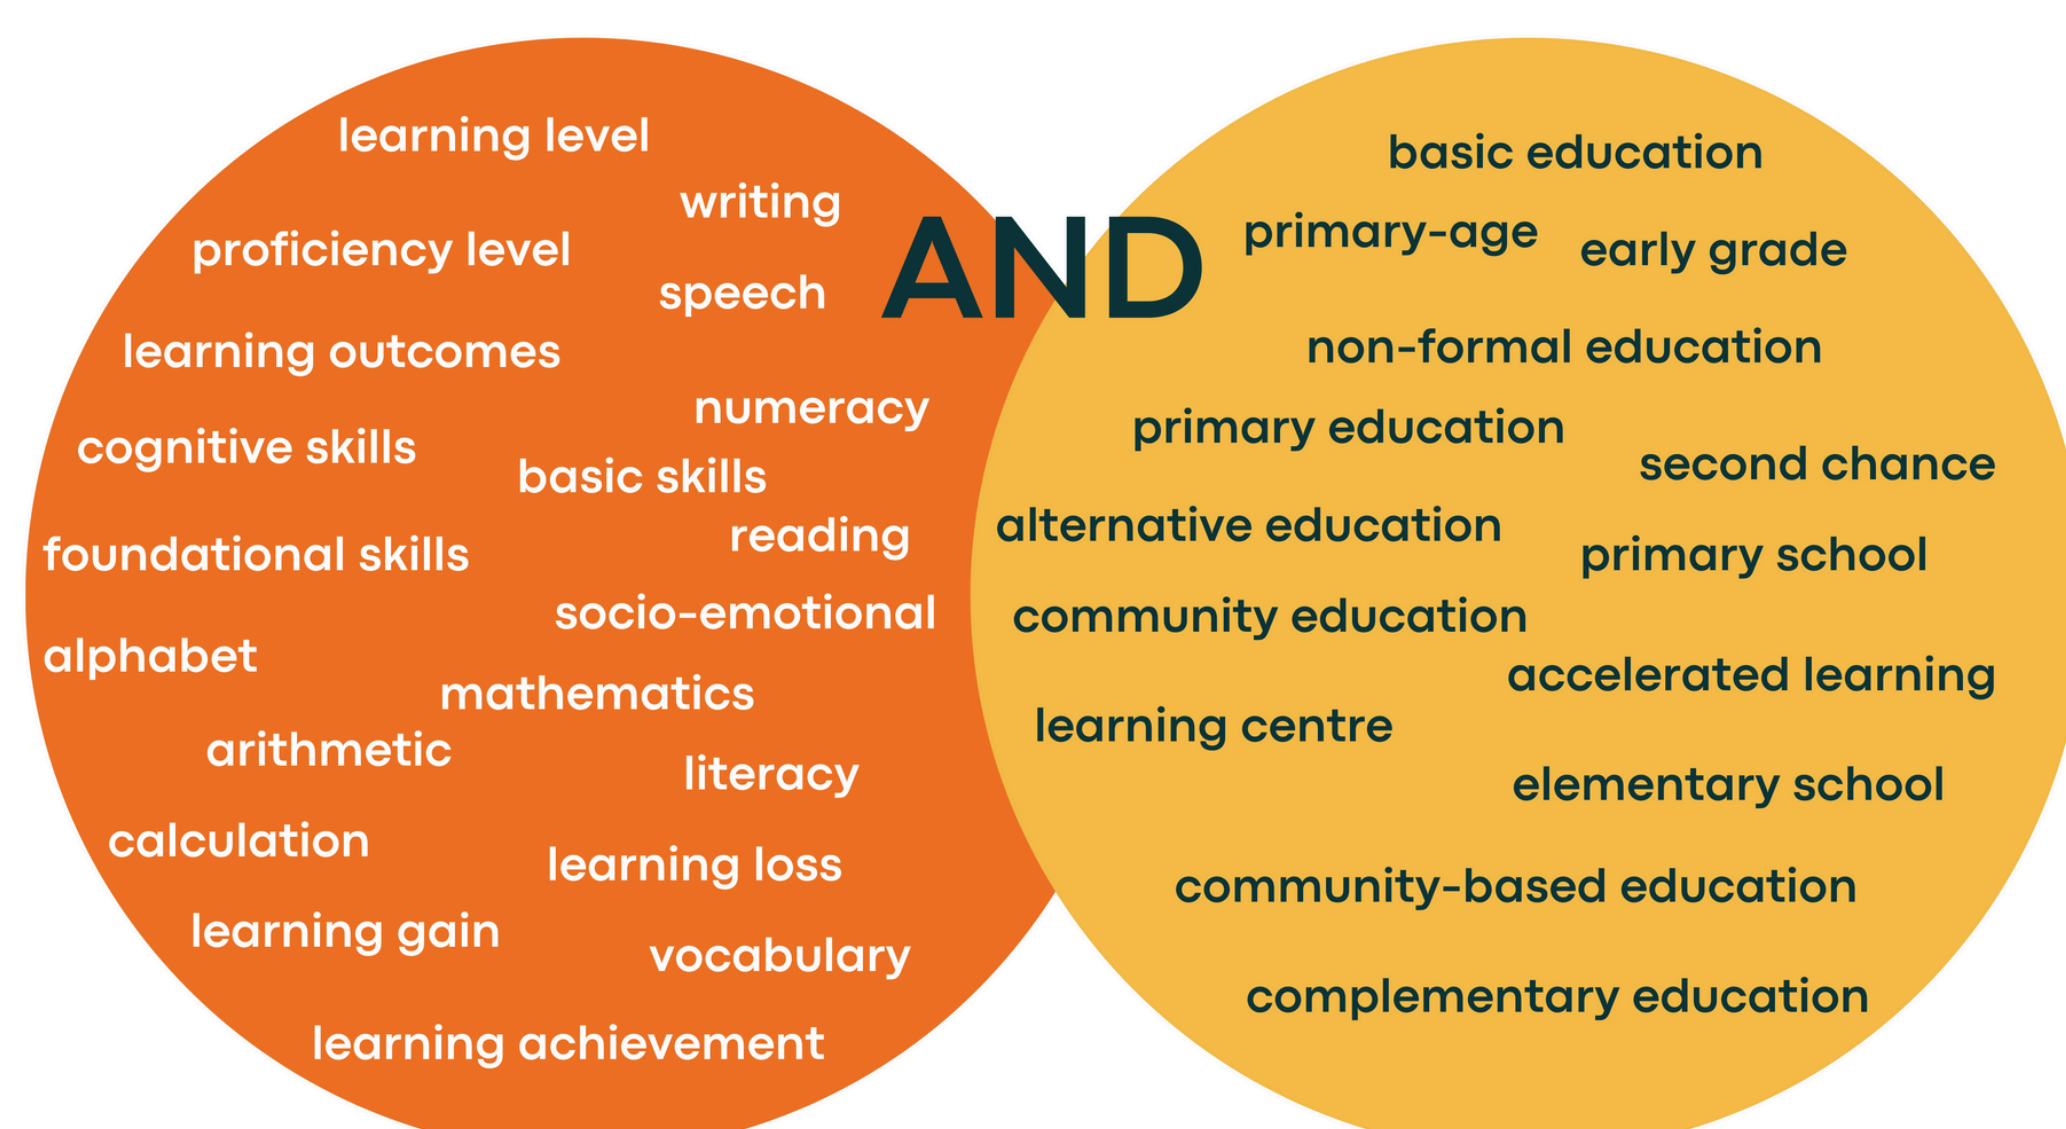 learning level
writing
proficiency level
speech
learning outcomes
numeracy
cognitive skills
basic skills
reading
foundational skills
socio-emotional
alphabet
mathematics
arithmetic
literacy
calculation
learning loss
learning gain
vocabulary
learning achievement
AND
basic education
primary-age
early grade
non-formal education
primary education
second chance
alternative education
primary school
community education
accelerated learning
learning centre
elementary school
community-based education
complementary education